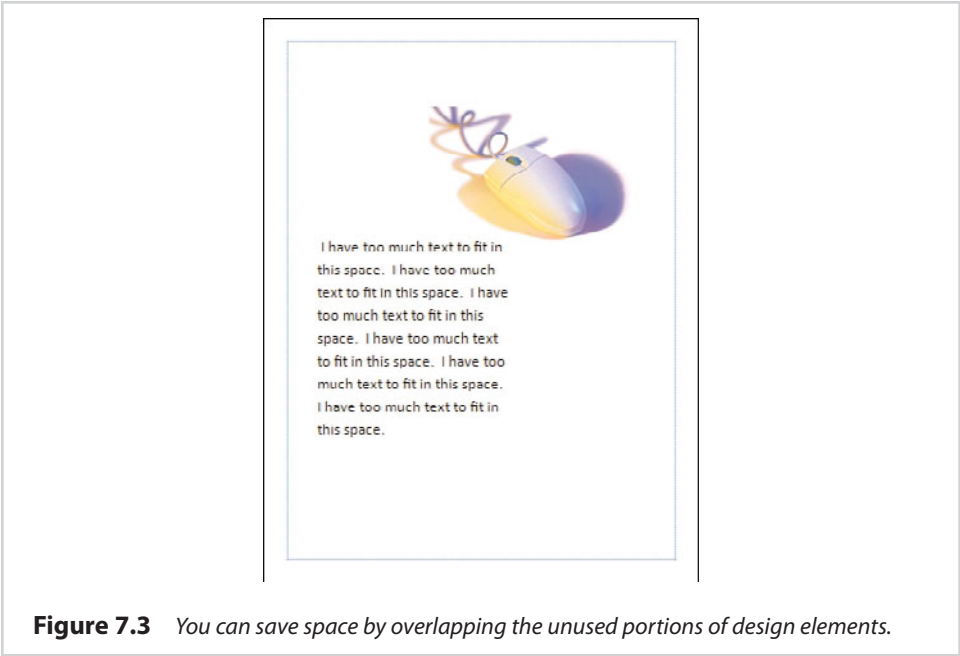 I have too much text to fit in
this space. I have too much
text to fit in this space. I have
too much text to fit in this
space. I have too much text
to fit in this space. I have too
much text to fit in this space.
I have too much text to fit in
this space.
Figure 7.3 You can save space by overlapping the unused portions of design elements.